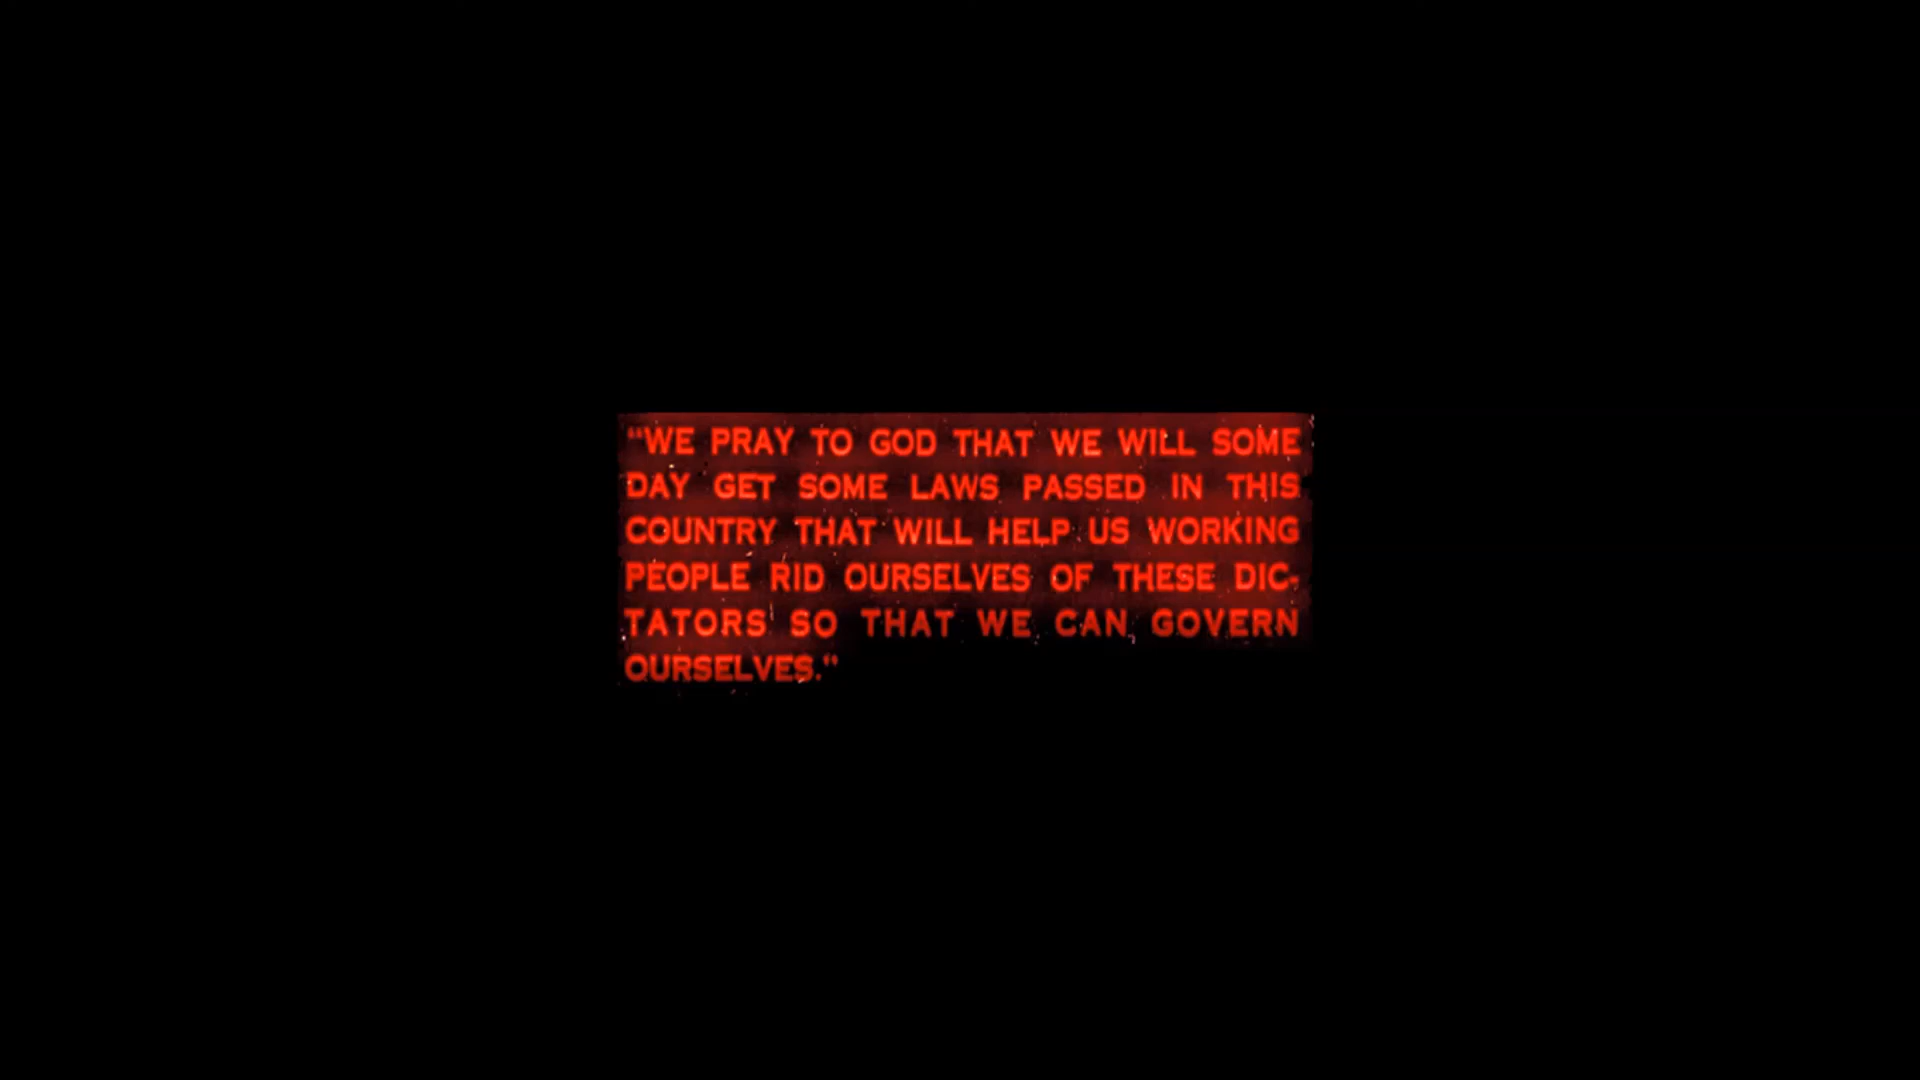 “WE PRAY TO GOD THAT WE WILL SOME
DAY GET SOME LAWS PASSED IN THIS
COUNTRY THAT WILL HELP US WORKING
PEOPLE RID OURSELVES OF THESE DIC-
TATORS SO THAT WE CAN GOVERN
OURSELVES."